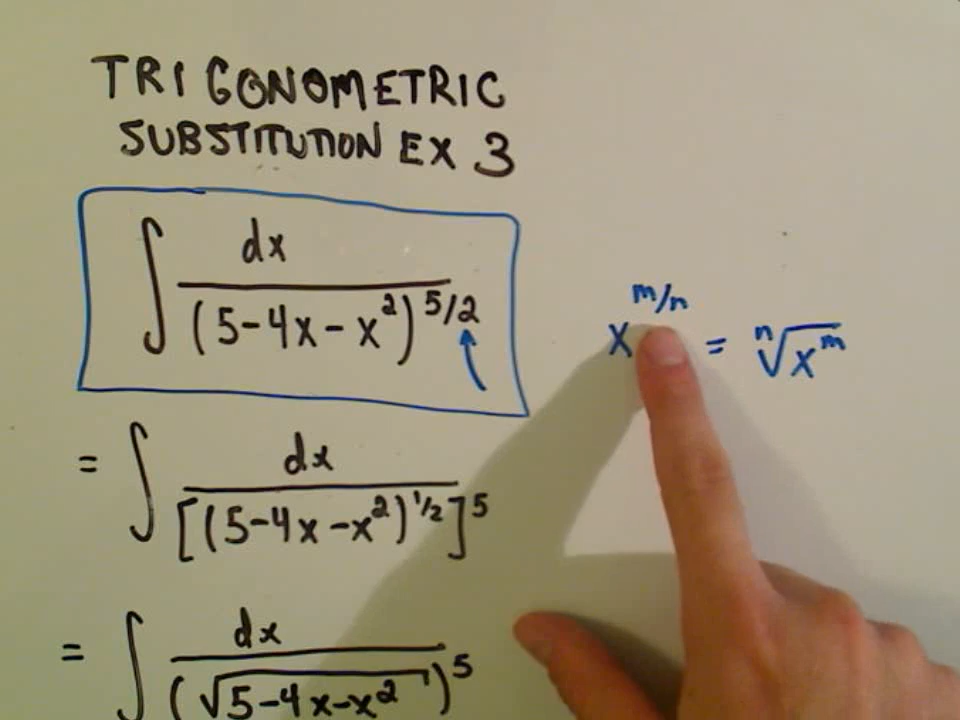 TRIGONOMETRIC
SUBSTITUTION EX 3
∫ dx / (5-4x-x²)^5/2
x^m/n = ⁿ√x^m
= ∫ dx / [(5-4x-x²)^1/2]^5
= ∫ dx / (√5-4x-x²)^5